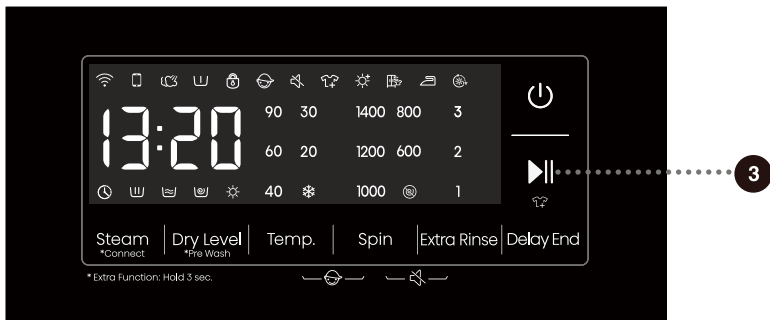 13:20
90 30 1400 800 3
60 20 1200 600 2
40 1000 1
3
Steam Dry Level Temp. Spin Extra Rinse Delay End
*Connect *Pre Wash
* Extra Function: Hold 3 sec.